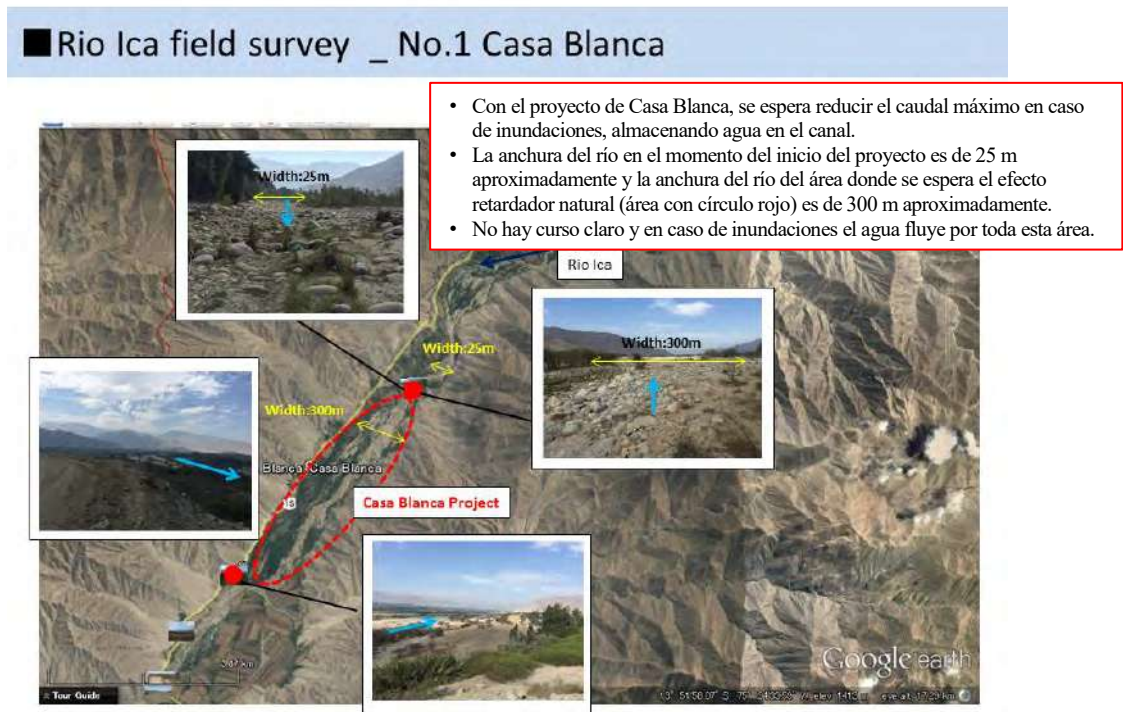 ■Rio Ica field survey _ No.1 Casa Blanca
• Con el proyecto de Casa Blanca, se espera reducir el caudal máximo en caso
de inundaciones, almacenando agua en el canal.
• La anchura del río en el momento del inicio del proyecto es de 25 m
aproximadamente y la anchura del río del área donde se espera el efecto
retardador natural (área con círculo rojo) es de 300 m aproximadamente.
• No hay curso claro y en caso de inundaciones el agua fluye por toda esta área.
Width:25m
Rio Ica
Width:300m
Width:25m
Width:300m
Blanca Casa Blanca
Casa Blanca Project
Google earth
Tour Guide